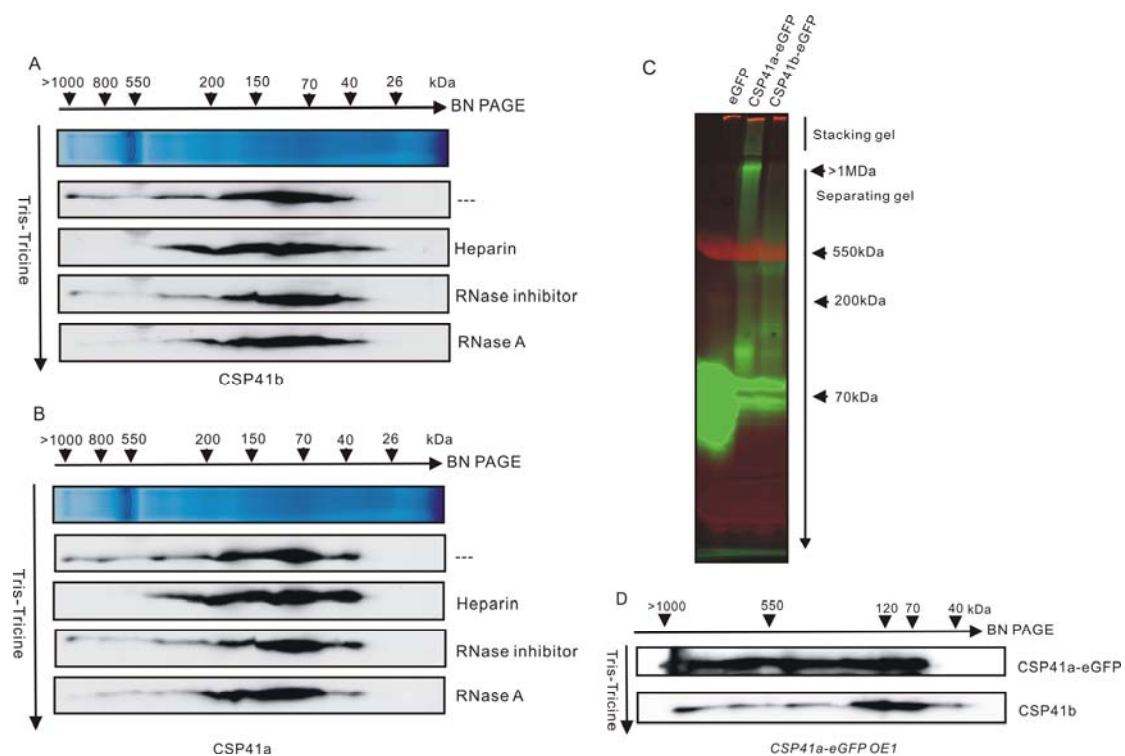 A
>1000 800 550 200 150 70 40 26 kDa
BN PAGE
Tris-Tricine
---
Heparin
RNase inhibitor
RNase A
CSP41b
B
>1000 800 550 200 150 70 40 26 kDa
BN PAGE
Tris-Tricine
---
Heparin
RNase inhibitor
RNase A
CSP41a
C
eGFP
CSP41a-eGFP
CSP41b-eGFP
Stacking gel
>1MDa
Separating gel
550kDa
200kDa
70kDa
D
>1000 550 120 70 40 kDa
BN PAGE
Tris-Tricine
CSP41a-eGFP
CSP41b
CSP41a-eGFP OE1